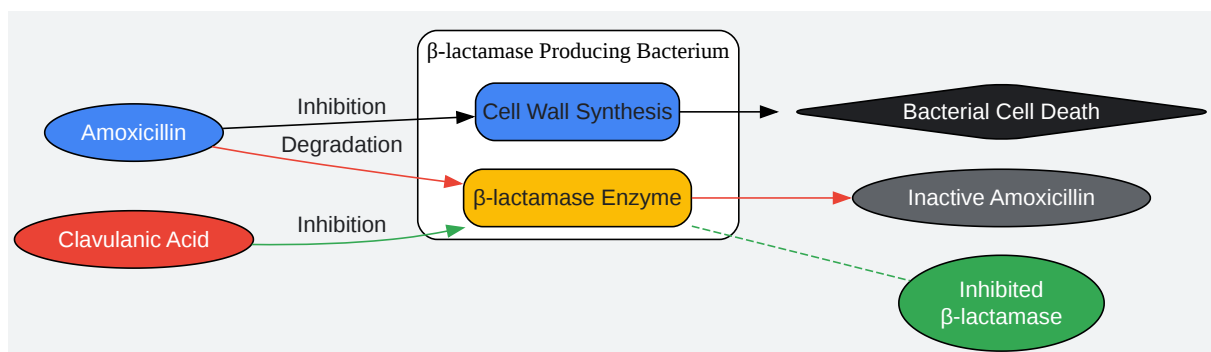 β-lactamase Producing Bacterium
Inhibition
Cell Wall Synthesis
Bacterial Cell Death
Amoxicillin
Degradation
β-lactamase Enzyme
Inactive Amoxicillin
Inhibition
Clavulanic Acid
Inhibited
β-lactamase